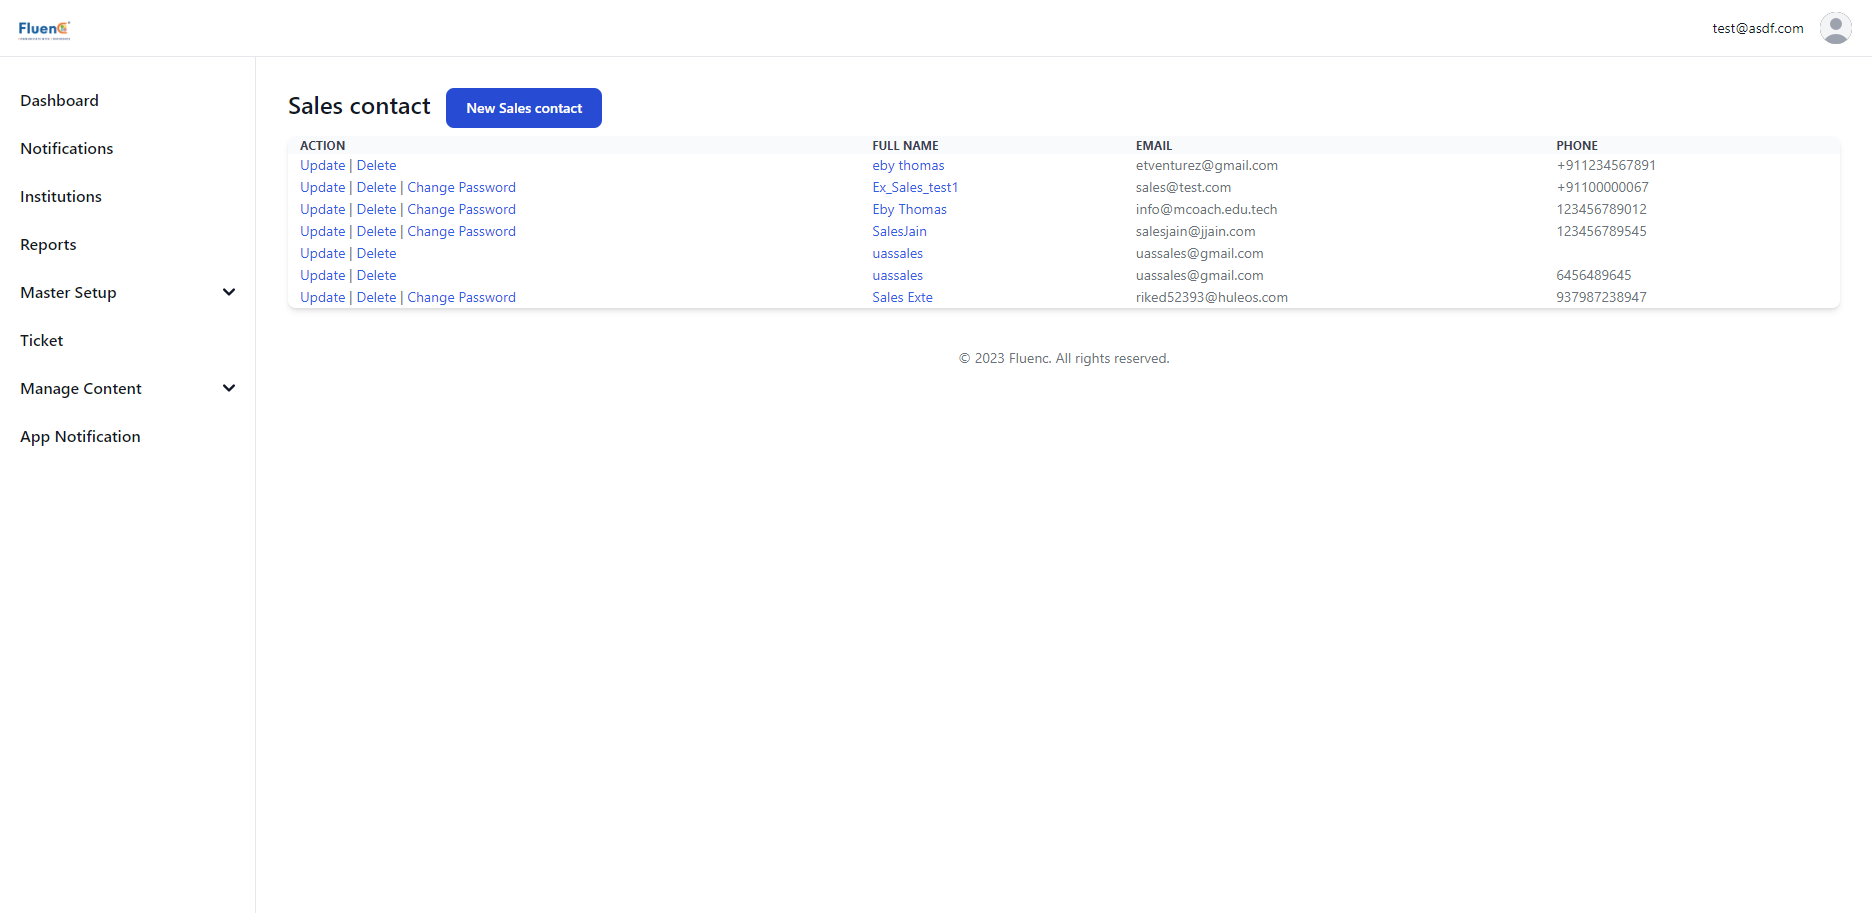 FluenC
test@asdf.com
Dashboard
Notifications
Institutions
Reports
Master Setup
Ticket
Manage Content
App Notification
Sales contact
New Sales contact
ACTION FULL NAME EMAIL PHONE
Update | Delete eby thomas etventurez@gmail.com +911234567891
Update | Delete | Change Password Ex_Sales_test1 sales@test.com +91100000067
Update | Delete | Change Password Eby Thomas info@mcoach.edu.tech 123456789012
Update | Delete | Change Password SalesJain salesjain@jjain.com 123456789545
Update | Delete uassales uassales@gmail.com
Update | Delete uassales uassales@gmail.com 6456489645
Update | Delete | Change Password Sales Exte riked52393@huleos.com 937987238947
© 2023 Fluenc. All rights reserved.